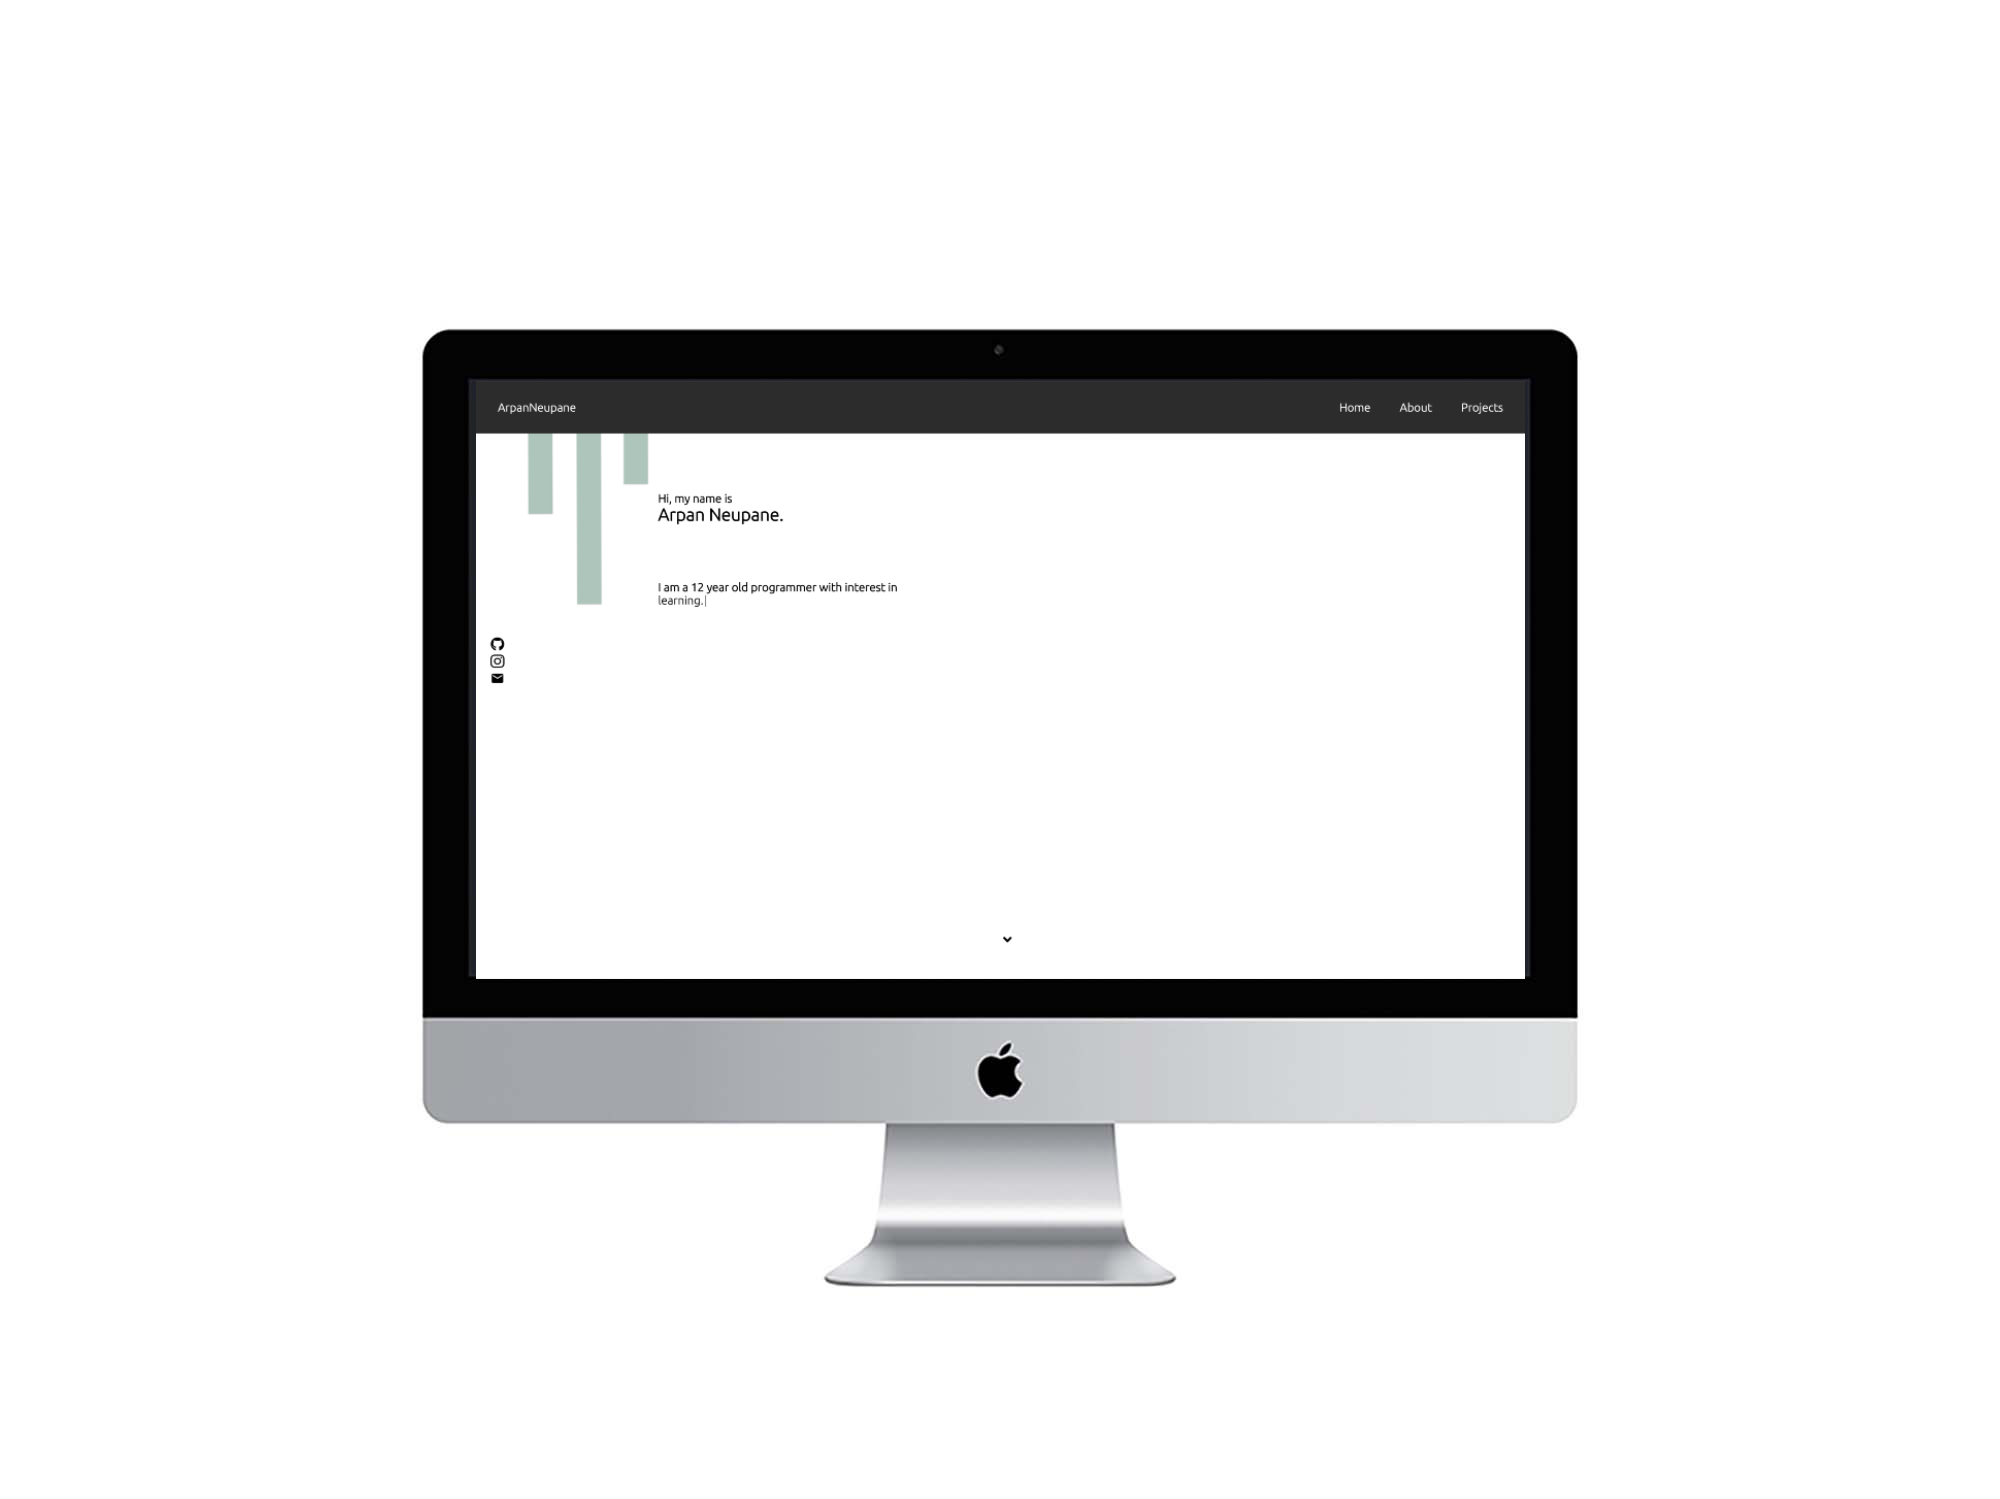 ArpanNeupane
Home About Projects
Hi, my name is
Arpan Neupane.
I am a 12 year old programmer with interest in
learning.